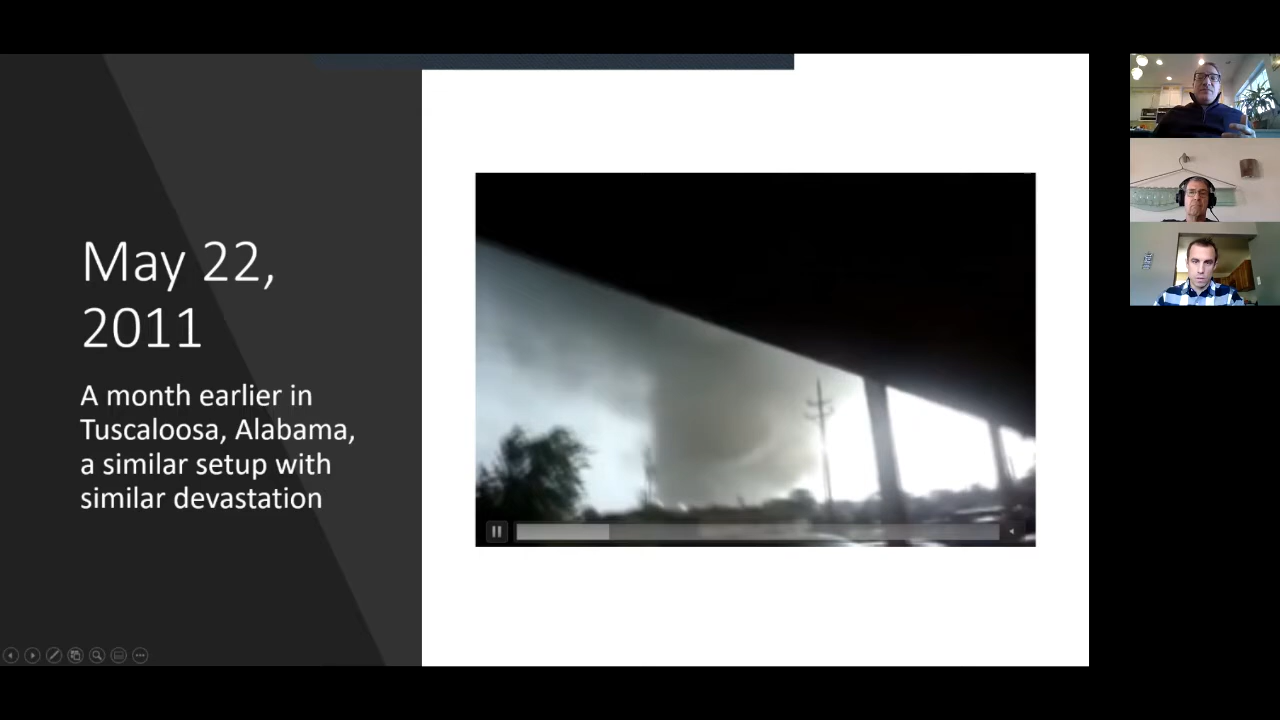 May 22,
2011
A month earlier in
Tuscaloosa, Alabama,
a similar setup with
similar devastation